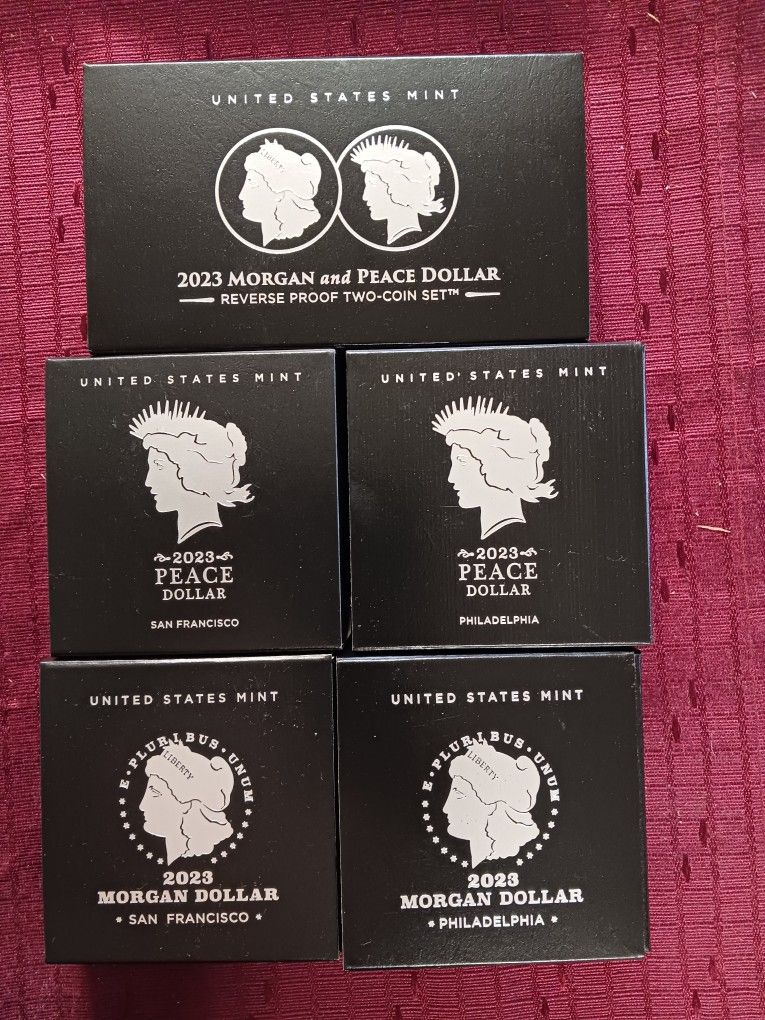 UNITED STATES MINT
LIBERTY
2023 MORGAN and PEACE DOLLAR
REVERSE PROOF TWO-COIN SET™
UNITED STATES MINT
2023
PEACE
DOLLAR
SAN FRANCISCO
UNITED STATES MINT
2023
PEACE
DOLLAR
PHILADELPHIA
UNITED STATES MINT
E·PLURIBUS·UNUM
LIBERTY
2023
MORGAN DOLLAR
* SAN FRANCISCO *
UNITED STATES MINT
E·PLURIBUS·UNUM
LIBERTY
2023
MORGAN DOLLAR
* PHILADELPHIA *